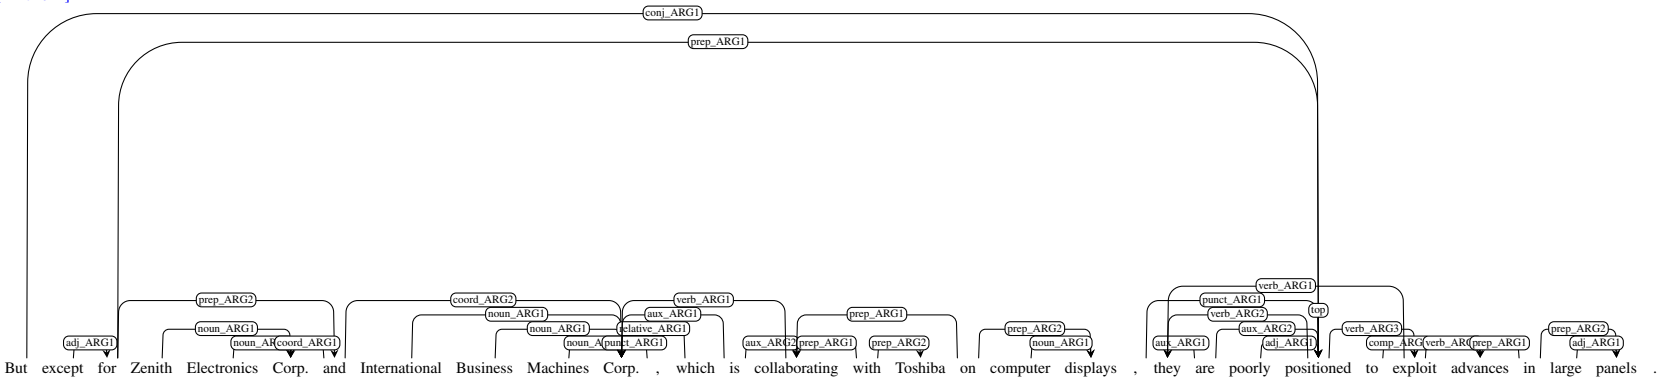 conj_ARG1
prep_ARG1
verb_ARG1
prep_ARG2 coord_ARG2 verb_ARG1 punct_ARG1
top
noun_ARG1 aux_ARG1 prep_ARG1 verb_ARG2
noun_ARG1 noun_ARG1 relative_ARG1 prep_ARG2 aux_ARG2 verb_ARG3 prep_ARG2
adj_ARG1 coord_ARG1 punct_ARG1 aux_ARG2 prep_ARG1 prep_ARG2 noun_ARG1 aux_ARG1 adj_ARG1 prep_ARG1 adj_ARG1
But except for Zenith Electronics Corp. and International Business Machines Corp. , which is collaborating with Toshiba on computer displays , they are poorly positioned to exploit advances in large panels .